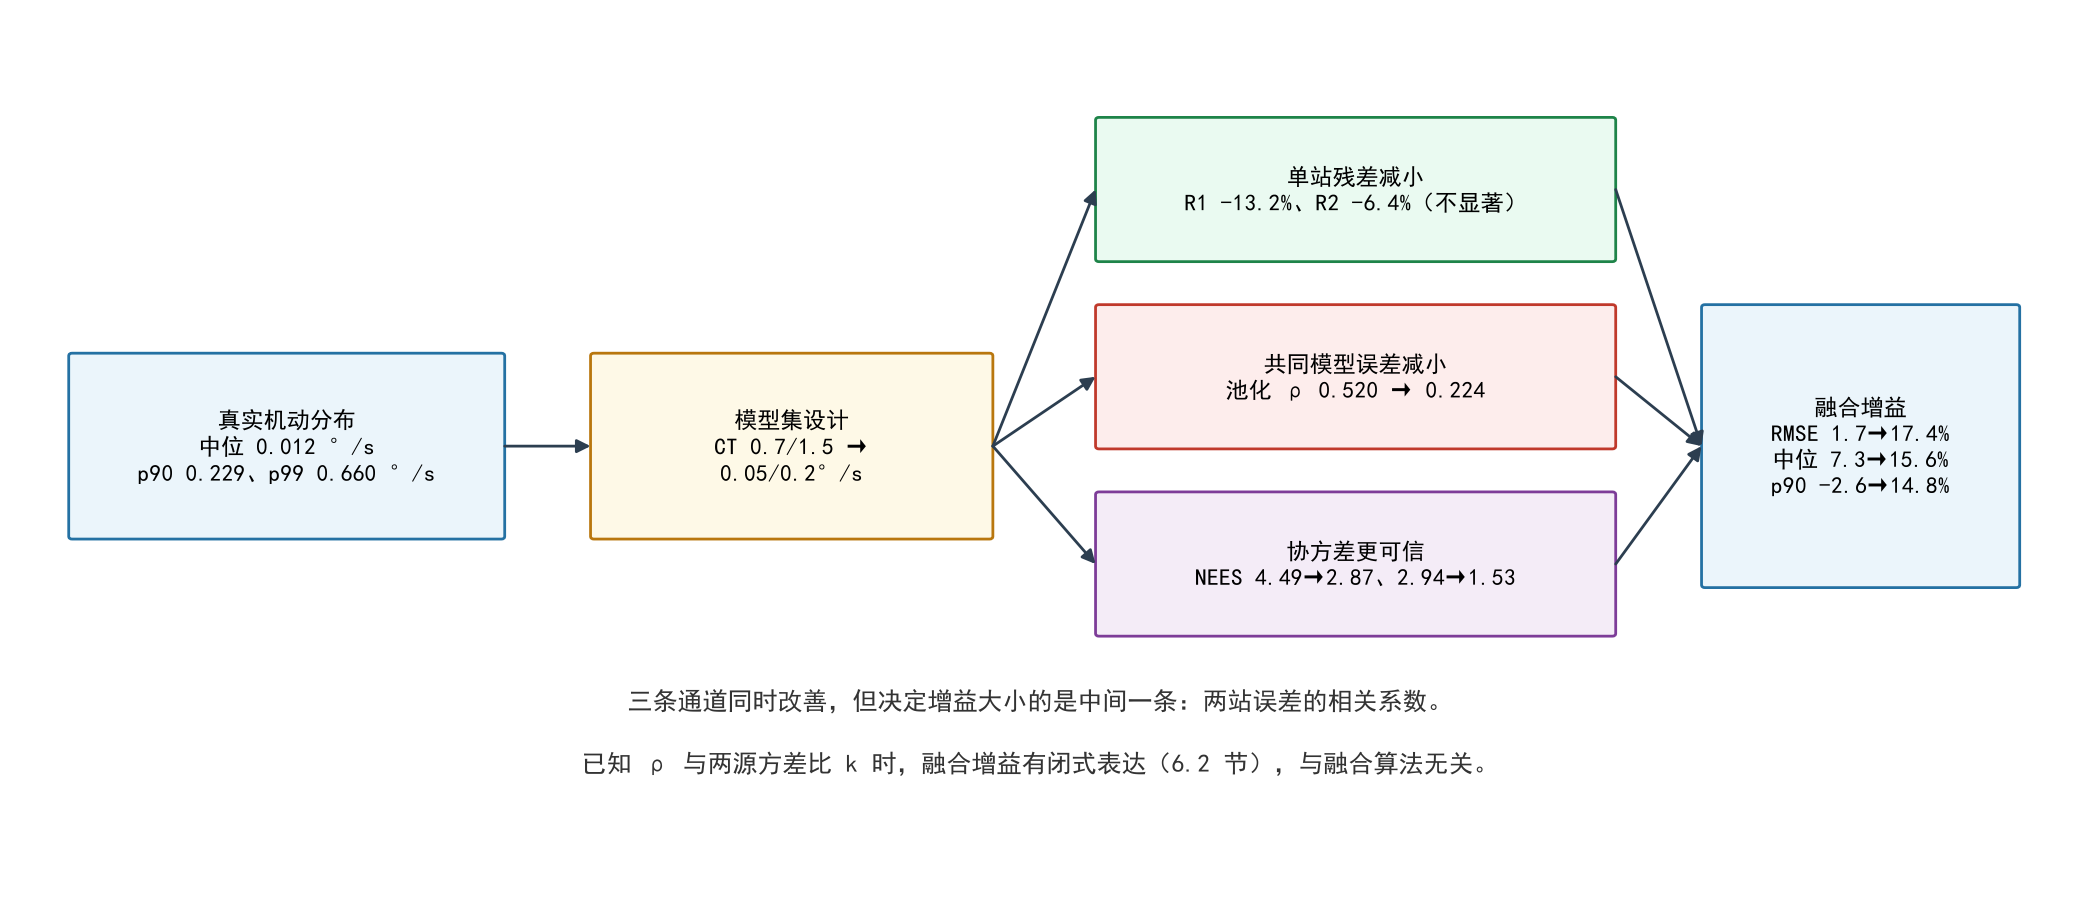 真实机动分布
中位 0.012 °/s
p90 0.229、p99 0.660 °/s
模型集设计
CT 0.7/1.5 →
0.05/0.2°/s
单站残差减小
R1 −13.2%、R2 −6.4%（不显著）
共同模型误差减小
池化 ρ 0.520 → 0.224
协方差更可信
NEES 4.49→2.87、2.94→1.53
融合增益
RMSE 1.7→17.4%
中位 7.3→15.6%
p90 −2.6→14.8%
三条通道同时改善，但决定增益大小的是中间一条：两站误差的相关系数。
已知 ρ 与两源方差比 k 时，融合增益有闭式表达（6.2 节），与融合算法无关。